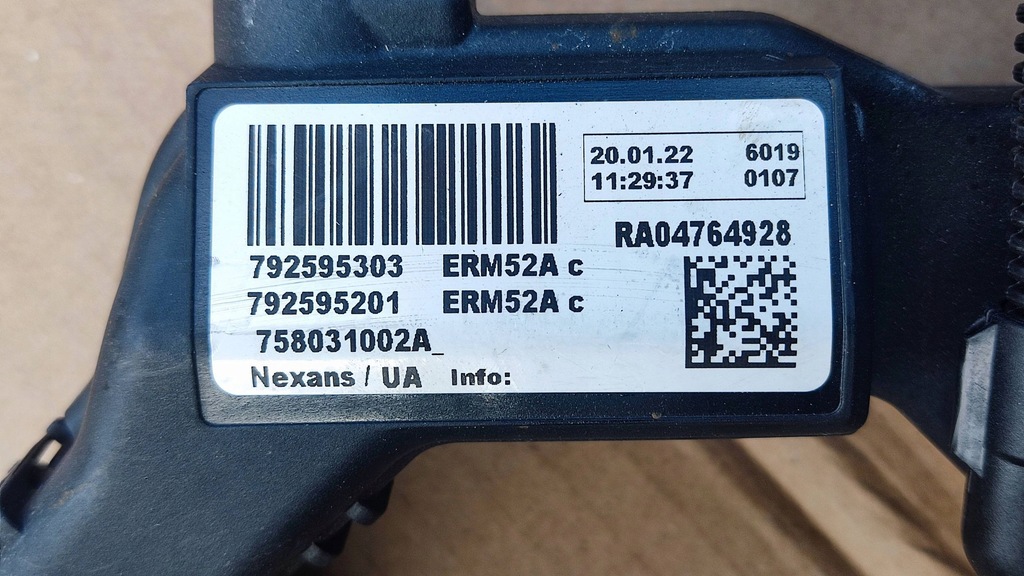 20.01.22 6019
11:29:37 0107
RA04764928
792595303 ERM52A c
792595201 ERM52A c
758031002A_
Nexans / UA Info: